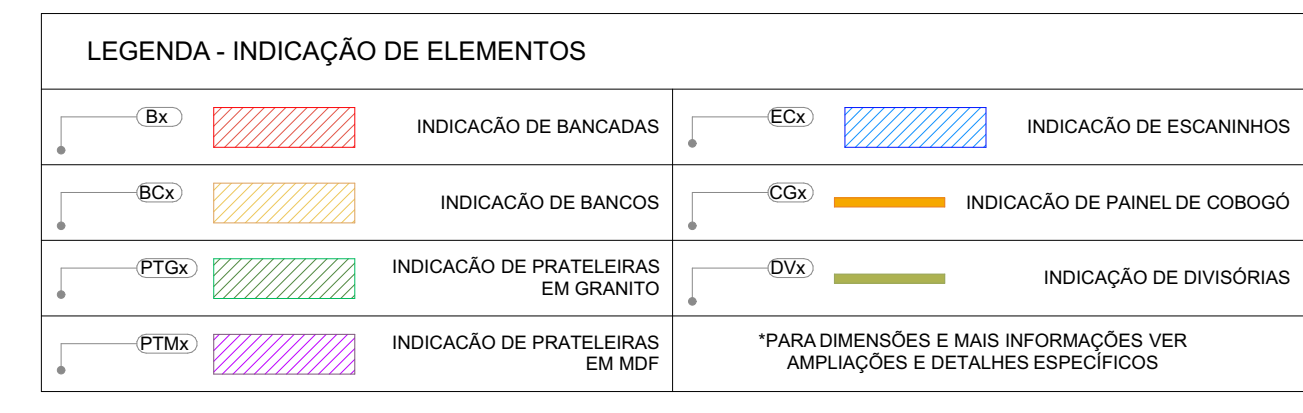 LEGENDA - INDICAÇÃO DE ELEMENTOS
Bx INDICACÃO DE BANCADAS
ECx INDICACÃO DE ESCANINHOS
BCx INDICACÃO DE BANCOS
CGx INDICACÃO DE PAINEL DE COBOGÓ
PTGx INDICACÃO DE PRATELEIRAS
EM GRANITO
DVx INDICAÇÃO DE DIVISÓRIAS
PTMx INDICACÃO DE PRATELEIRAS
EM MDF
*PARA DIMENSÕES E MAIS INFORMAÇÕES VER
AMPLIAÇÕES E DETALHES ESPECÍFICOS